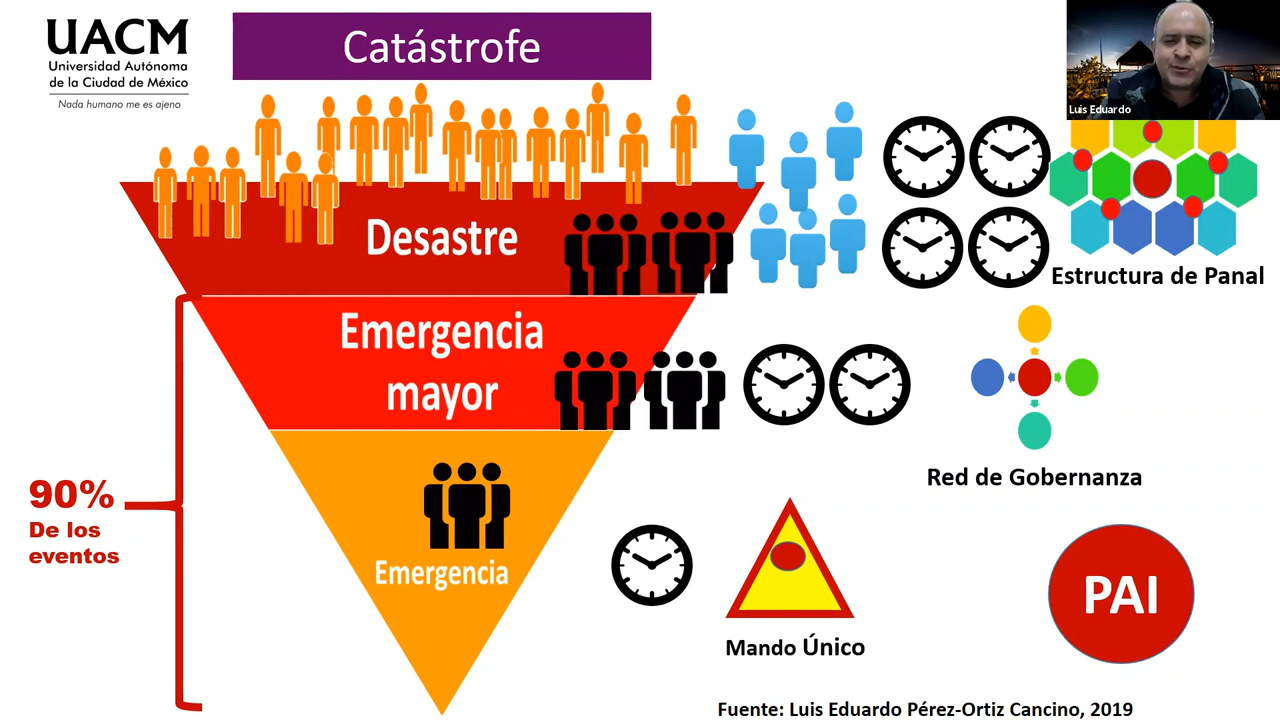 UACM
Universidad Autónoma
de la Ciudad de México
Nada humano me es ajeno
Catástrofe
Luis Eduardo
Desastre
Estructura de Panal
Emergencia
mayor
Red de Gobernanza
90%
De los
eventos
Emergencia
Mando Único
PAI
Fuente: Luis Eduardo Pérez-Ortiz Cancino, 2019